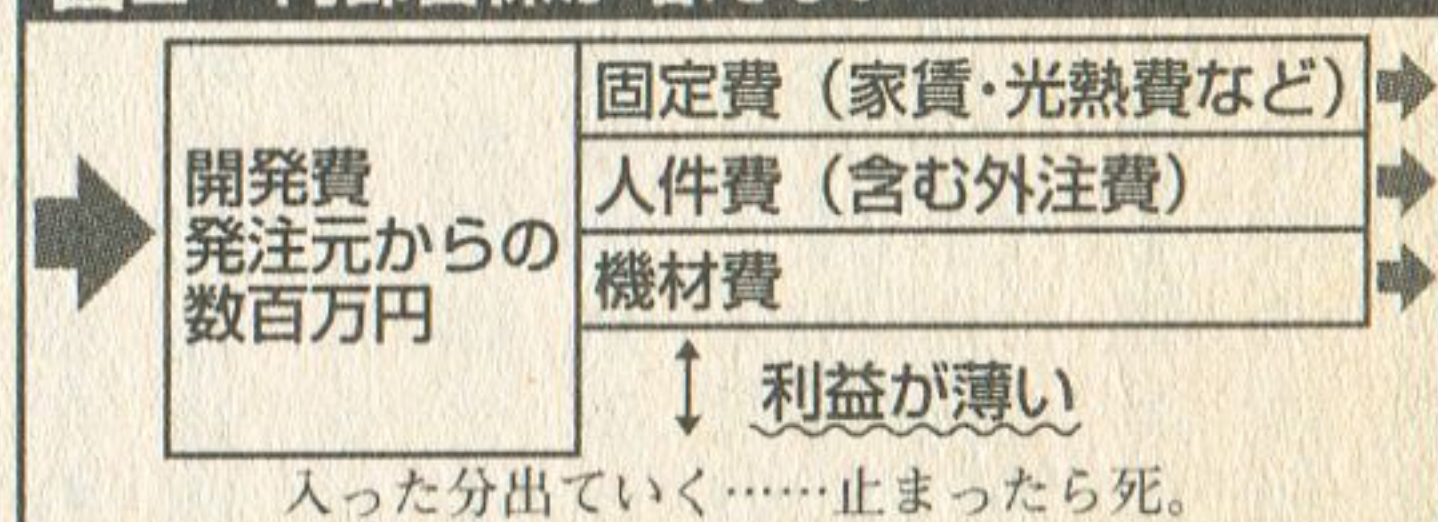 開発費
発注元からの
数百万円
固定費（家賃・光熱費など）
人件費（含む外注費）
機材費
利益が薄い
入った分出ていく……止まったら死。